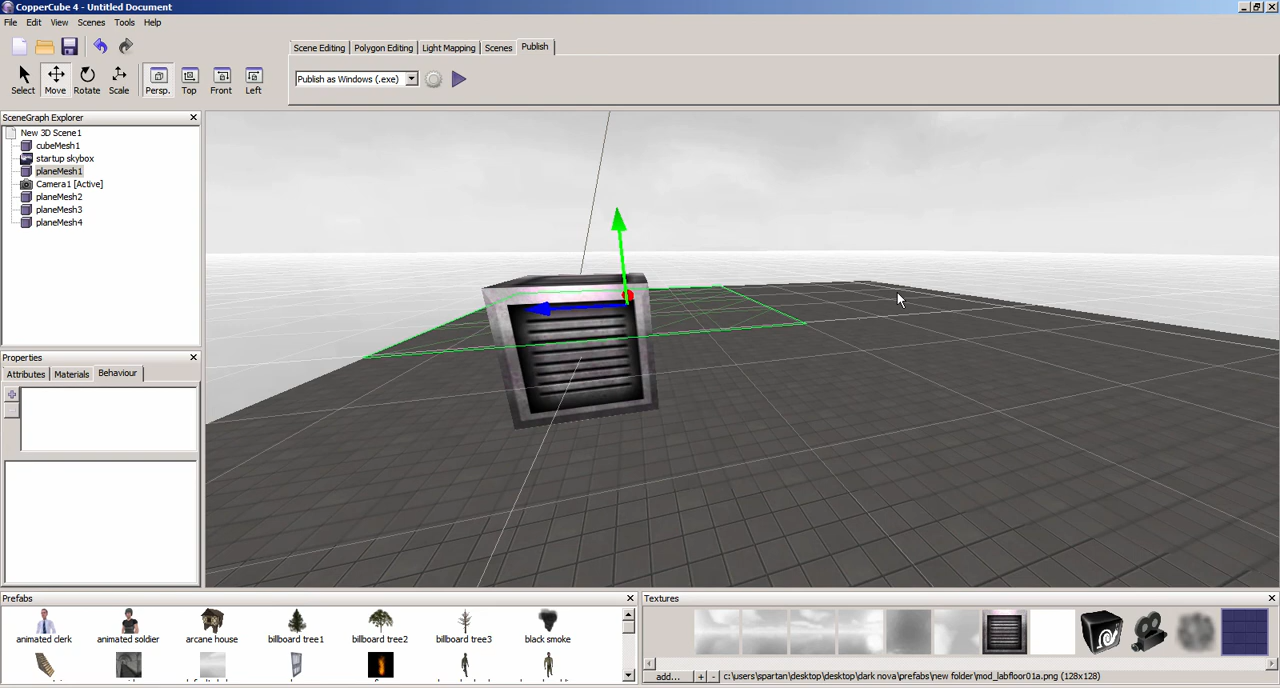 CopperCube 4 - Untitled Document
File Edit View Scenes Tools Help
Scene Editing Polygon Editing Light Mapping Scenes Publish
Publish as Windows (.exe)
Select Move Rotate Scale Persp. Top Front Left
SceneGraph Explorer
New 3D Scene1
cubeMesh1
startup skybox
planeMesh1
Camera1 [Active]
planeMesh2
planeMesh3
planeMesh4
Properties
Attributes Materials Behaviour
Prefabs
Textures
animated clerk animated soldier arcane house billboard tree1 billboard tree2 billboard tree3 black smoke
add... + - c:\users\spartan\desktop\desktop\dark nova\prefabs\new folder\mod_labfloor01a.png (128x128)